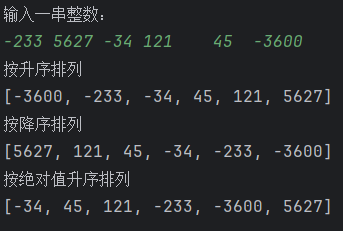 输入一串整数:
-233 5627 -34 121    45  -3600
按升序排列
[-3600, -233, -34, 45, 121, 5627]
按降序排列
[5627, 121, 45, -34, -233, -3600]
按绝对值升序排列
[-34, 45, 121, -233, -3600, 5627]